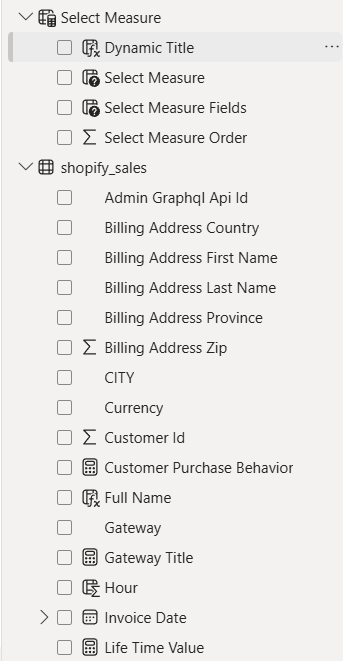 Select Measure
Dynamic Title
Select Measure
Select Measure Fields
Select Measure Order
shopify_sales
Admin Graphql Api Id
Billing Address Country
Billing Address First Name
Billing Address Last Name
Billing Address Province
Billing Address Zip
CITY
Currency
Customer Id
Customer Purchase Behavior
Full Name
Gateway
Gateway Title
Hour
Invoice Date
Life Time Value